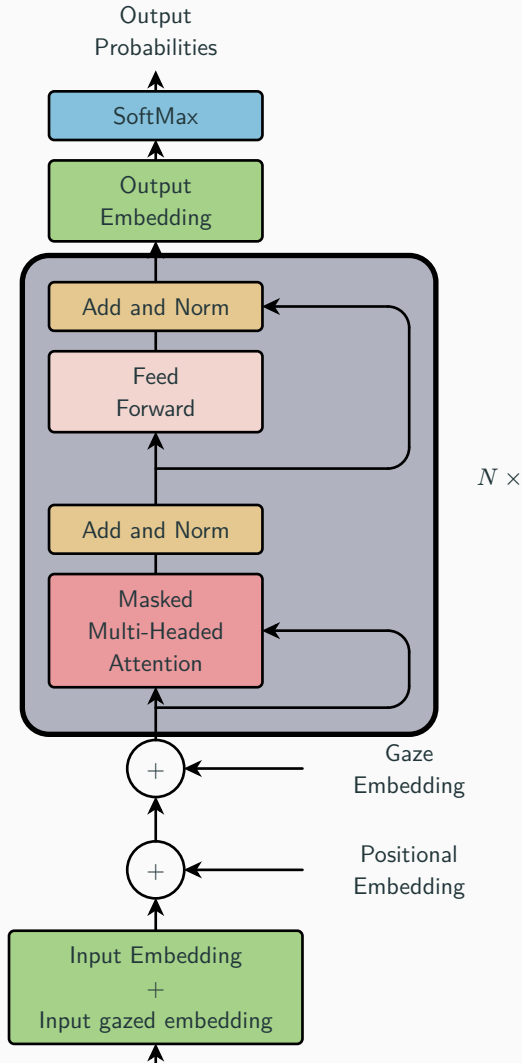 Output
Probabilities
SoftMax
Output
Embedding
Add and Norm
Feed
Forward
N ×
Add and Norm
Masked
Multi-Headed
Attention
+
Gaze
Embedding
+
Positional
Embedding
Input Embedding
+
Input gazed embedding